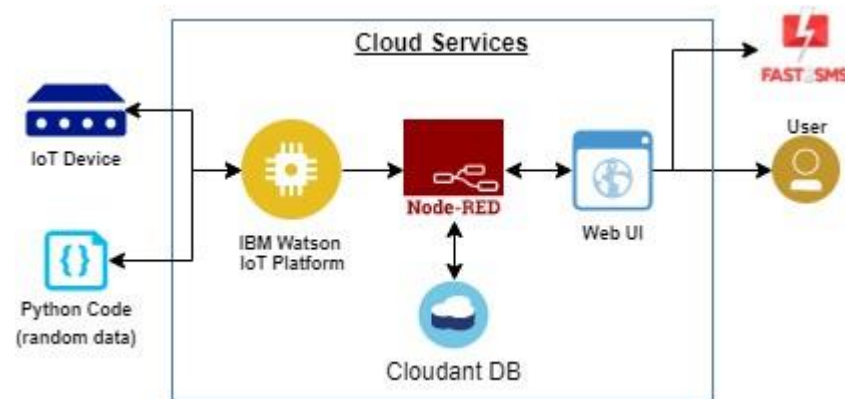 Cloud Services
IoT Device
Python Code
(random data)
IBM Watson
IoT Platform
Node-RED
Cloudant DB
Web UI
FAST2SMS
User